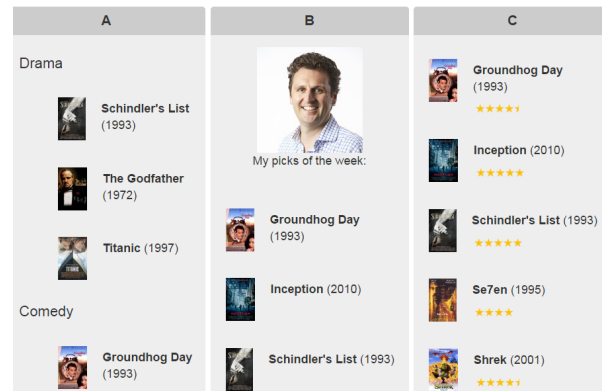 A
Drama
Schindler's List
(1993)
The Godfather
(1972)
Titanic (1997)
Comedy
Groundhog Day
(1993)
B
My picks of the week:
Groundhog Day
(1993)
Inception (2010)
Schindler's List (1993)
C
Groundhog Day
(1993)
Inception (2010)
Schindler's List (1993)
Se7en (1995)
Shrek (2001)